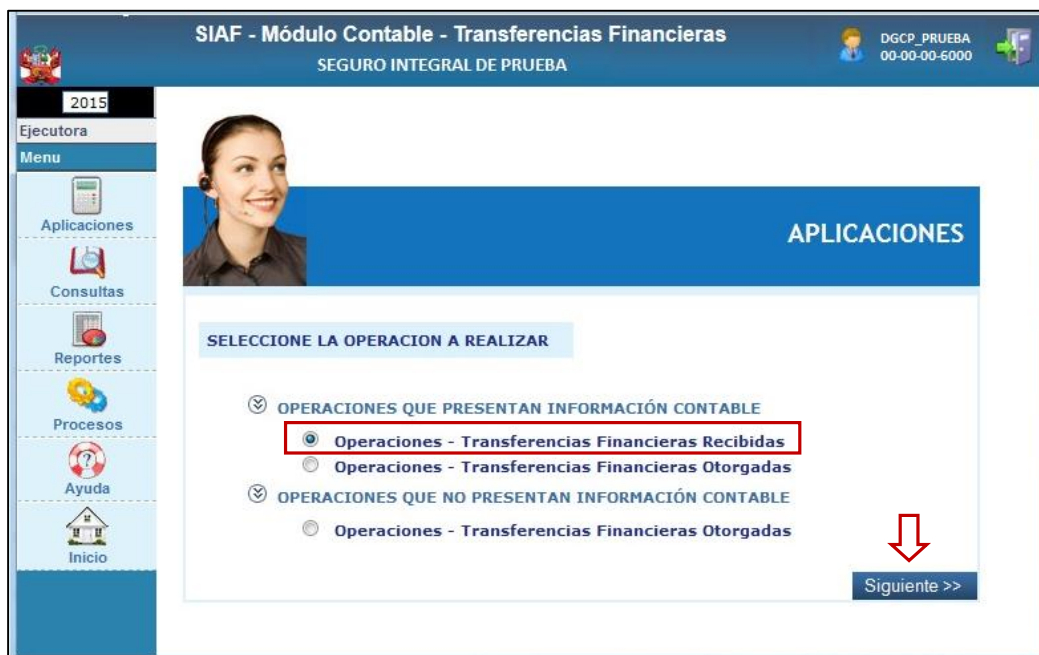 SIAF - Módulo Contable - Transferencias Financieras
SEGURO INTEGRAL DE PRUEBA
DGCP_PRUEBA
00-00-00-6000
2015
Ejecutora
Menu
Aplicaciones
Consultas
Reportes
Procesos
Ayuda
Inicio
APLICACIONES
SELECCIONE LA OPERACION A REALIZAR
OPERACIONES QUE PRESENTAN INFORMACIÓN CONTABLE
Operaciones - Transferencias Financieras Recibidas
Operaciones - Transferencias Financieras Otorgadas
OPERACIONES QUE NO PRESENTAN INFORMACIÓN CONTABLE
Operaciones - Transferencias Financieras Otorgadas
Siguiente >>